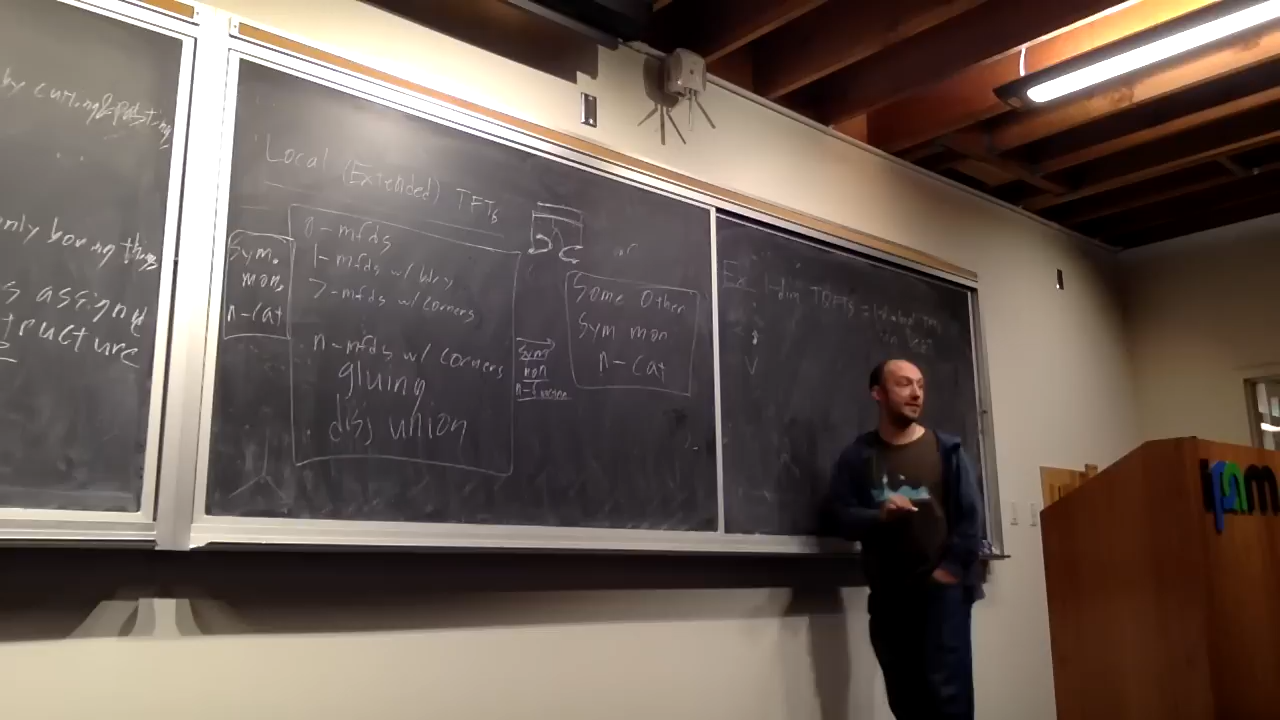 by cutting & pasting
only boring things
s assigned
tructure
Local (Extended) TFTs
Sym.
mon.
n-cat
0-mfds
1-mfds w/ bdry
2-mfds w/ corners
n-mfds w/ corners
gluing
disj union
Sym
mon
or
Some other
Sym mon
n-cat
Ex 1-dim TQFTs =
V
ipam